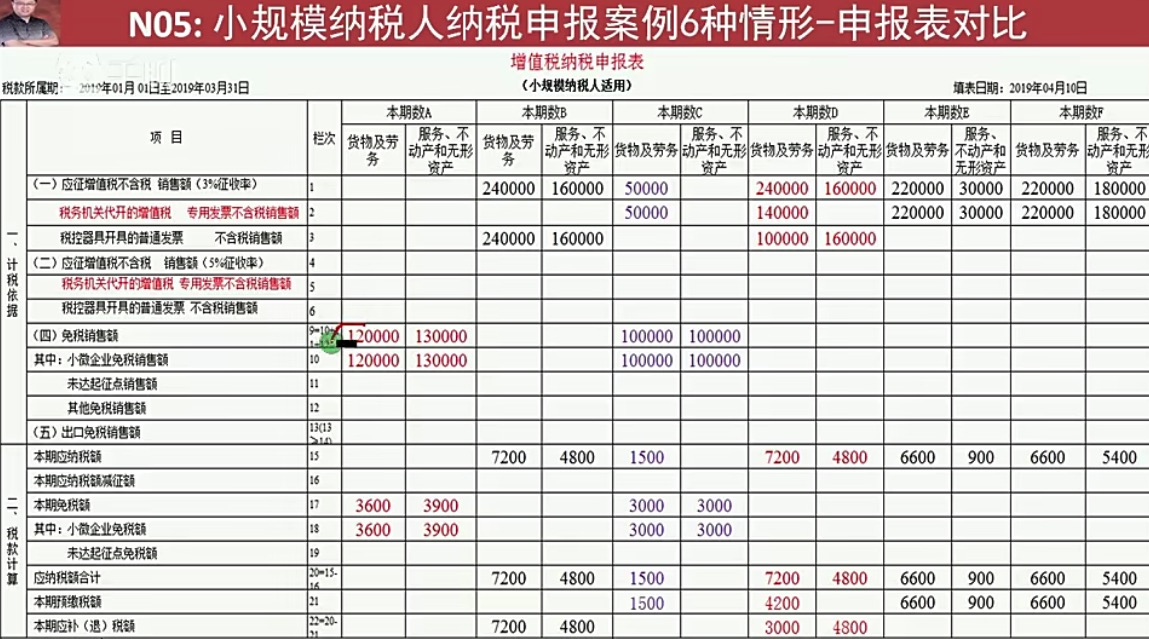 N05: 小规模纳税人纳税申报案例6种情形-申报表对比
增值税纳税申报表
税款所属期: 2019年01月 01日至2019年03月31日 （小规模纳税人适用） 填表日期: 2019年04月10日
项 目 栏次 本期数A 本期数B 本期数C 本期数D 本期数E 本期数F
货物及劳务 服务、不动产和无形资产 货物及劳务 服务、不动产和无形资产 货物及劳务 服务、不动产和无形资产 货物及劳务 服务、不动产和无形资产 货物及劳务 服务、不动产和无形资产 货物及劳务 服务、不动产和无形资产
一、计税依据
（一）应征增值税不含税 销售额（3%征收率） 1 240000 160000 50000 240000 160000 220000 30000 220000 180000
税务机关代开的增值税 专用发票不含税销售额 2 50000 140000 220000 30000 220000 180000
税控器具开具的普通发票 不含税销售额 3 240000 160000 100000 160000
（二）应征增值税不含税 销售额（5%征收率） 4
税务机关代开的增值税 专用发票不含税销售额 5
税控器具开具的普通发票 不含税销售额 6
（四）免税销售额 9=10+ 120000 130000 100000 100000
其中: 小微企业免税销售额 10 120000 130000 100000 100000
未达起征点销售额 11
其他免税销售额 12
（五）出口免税销售额 13(13≥14)
二、税款计算
本期应纳税额 15 7200 4800 1500 7200 4800 6600 900 6600 5400
本期应纳税额减征额 16
本期免税额 17 3600 3900 3000 3000
其中: 小微企业免税额 18 3600 3900 3000 3000
未达起征点免税额 19
应纳税额合计 20=15-16 7200 4800 1500 7200 4800 6600 900 6600 5400
本期预缴税额 21 1500 4200 6600 900 6600 5400
本期应补（退）税额 22=20-21 7200 4800 3000 4800